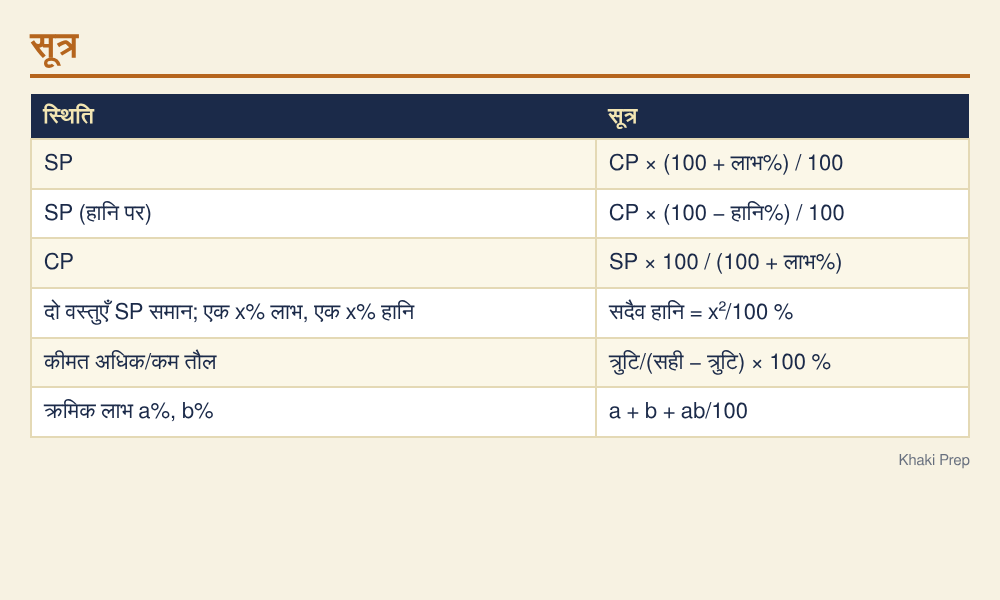 सूत्र
स्थिति सूत्र
SP CP × (100 + लाभ%) / 100
SP (हानि पर) CP × (100 − हानि%) / 100
CP SP × 100 / (100 + लाभ%)
दो वस्तुएँ SP समान; एक x% लाभ, एक x% हानि सदैव हानि = x²/100 %
कीमत अधिक/कम तौल त्रुटि/(सही − त्रुटि) × 100 %
क्रमिक लाभ a%, b% a + b + ab/100
Khaki Prep